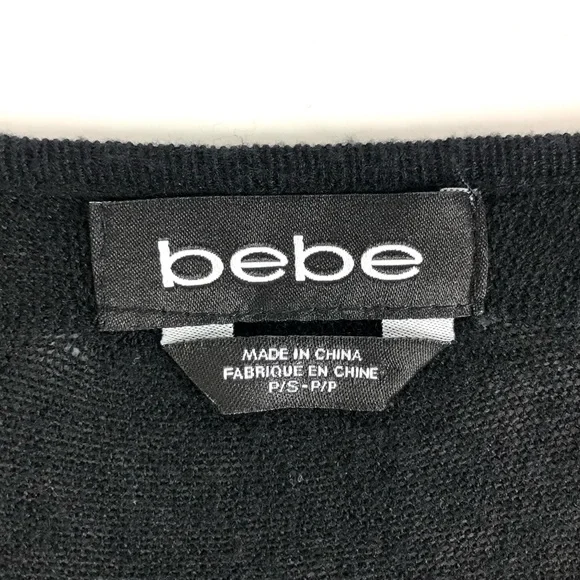 bebe
MADE IN CHINA
FABRIQUE EN CHINE
P/S-P/P